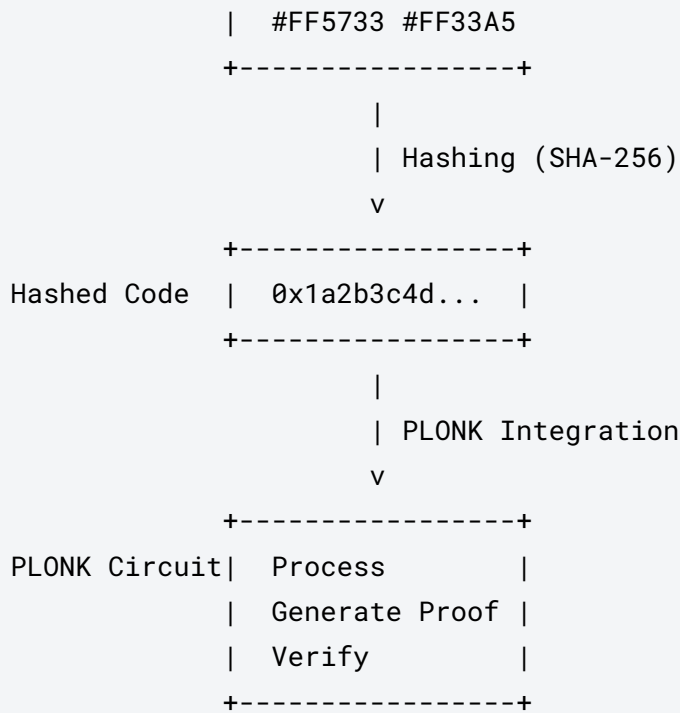 | #FF5733 #FF33A5
+-----------------+
|
| Hashing (SHA-256)
v
+-----------------+
Hashed Code | 0x1a2b3c4d... |
+-----------------+
|
| PLONK Integration
v
+-----------------+
PLONK Circuit| Process |
| Generate Proof |
| Verify |
+-----------------+